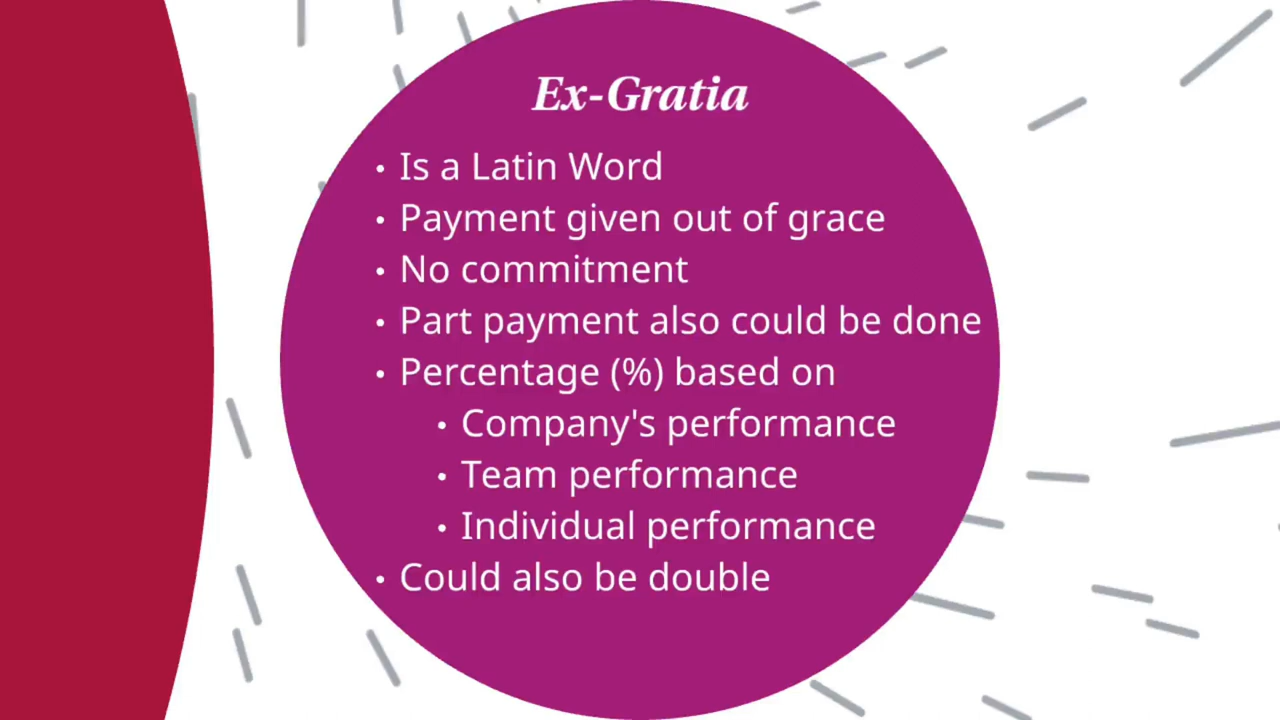 Ex-Gratia
• Is a Latin Word
• Payment given out of grace
• No commitment
• Part payment also could be done
• Percentage (%) based on
• Company's performance
• Team performance
• Individual performance
• Could also be double